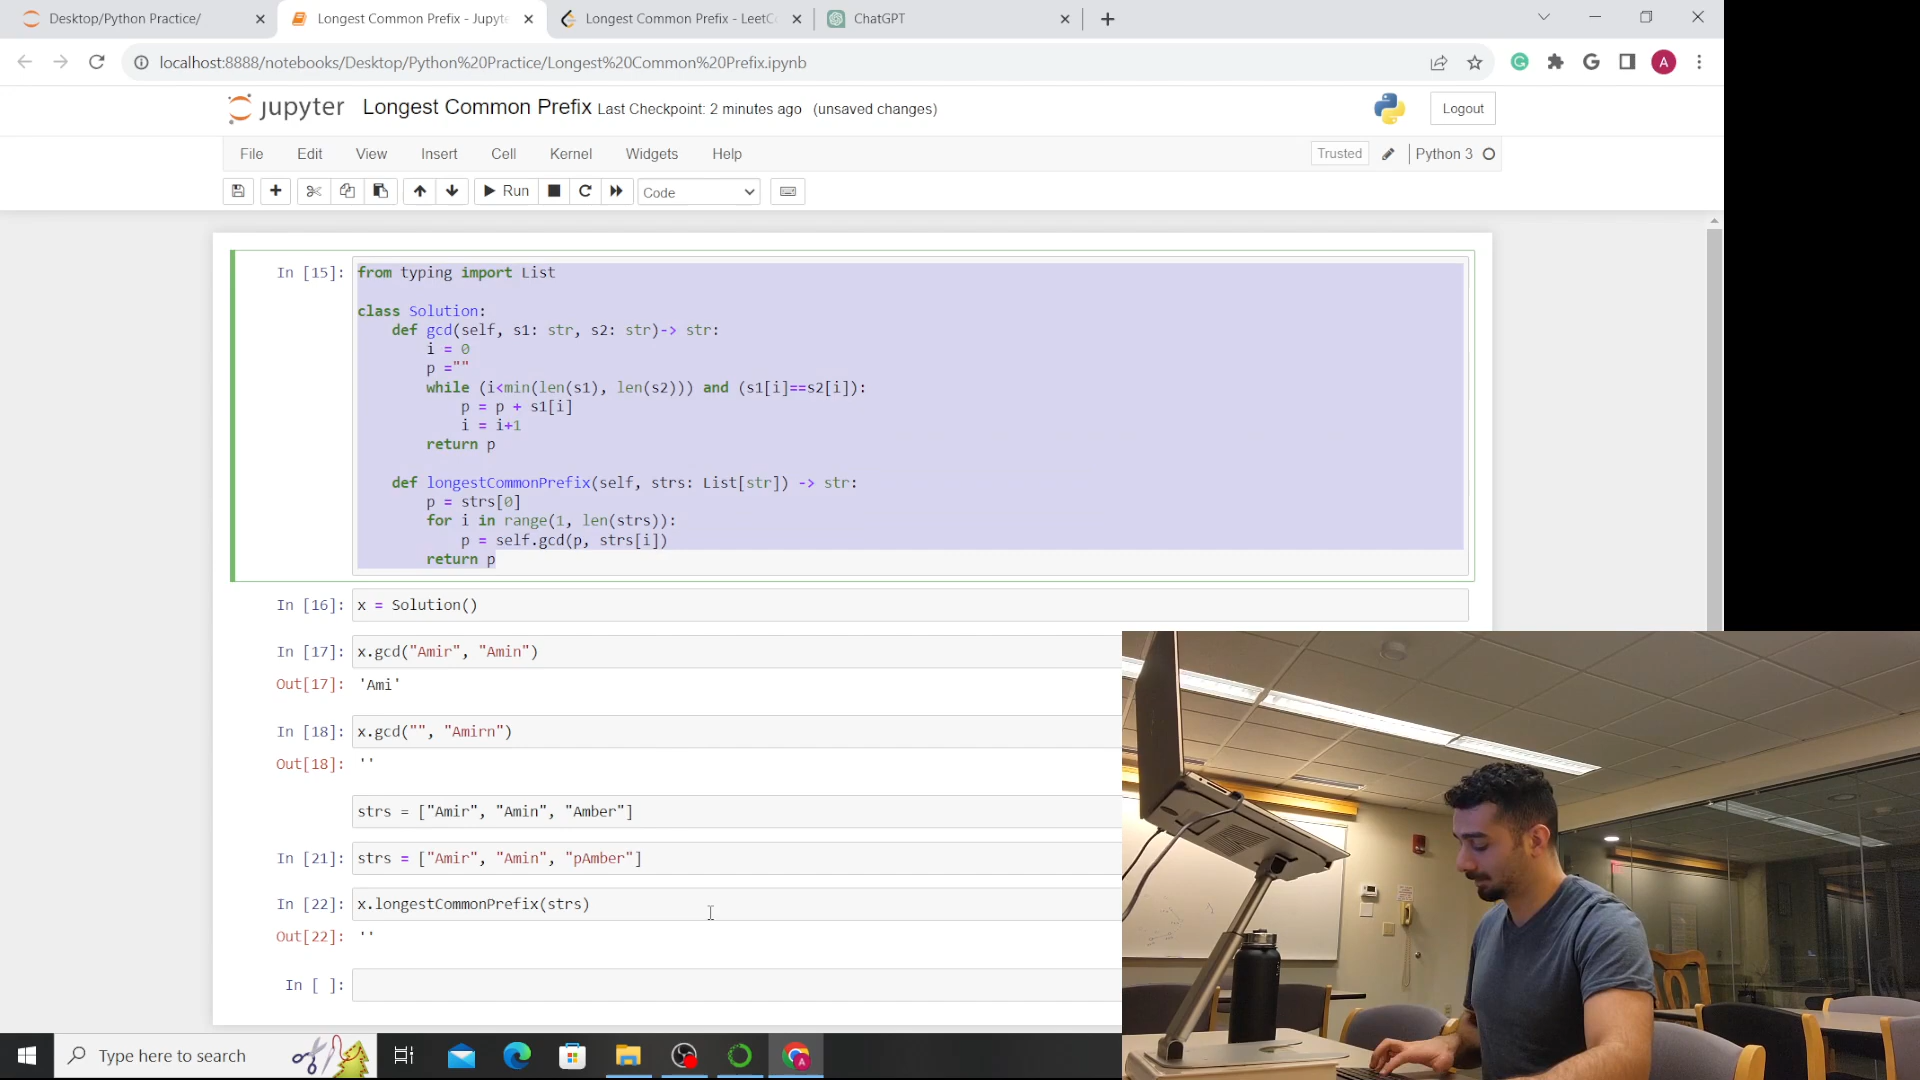 Desktop/Python Practice/
Longest Common Prefix - Jupyte
Longest Common Prefix - LeetC
ChatGPT
localhost:8888/notebooks/Desktop/Python%20Practice/Longest%20Common%20Prefix.ipynb
A
jupyter Longest Common Prefix Last Checkpoint: 2 minutes ago (unsaved changes)
Logout
File Edit View Insert Cell Kernel Widgets Help
Trusted Python 3
Run Code
In [15]: from typing import List
class Solution:
def gcd(self, s1: str, s2: str)-> str:
i = 0
p =""
while (i<min(len(s1), len(s2))) and (s1[i]==s2[i]):
p = p + s1[i]
i = i+1
return p
def longestCommonPrefix(self, strs: List[str]) -> str:
p = strs[0]
for i in range(1, len(strs)):
p = self.gcd(p, strs[i])
return p
In [16]: x = Solution()
In [17]: x.gcd("Amir", "Amin")
Out[17]: 'Ami'
In [18]: x.gcd("", "Amirn")
Out[18]: ''
strs = ["Amir", "Amin", "Amber"]
In [21]: strs = ["Amir", "Amin", "pAmber"]
In [22]: x.longestCommonPrefix(strs)
Out[22]: ''
In [ ]:
Type here to search